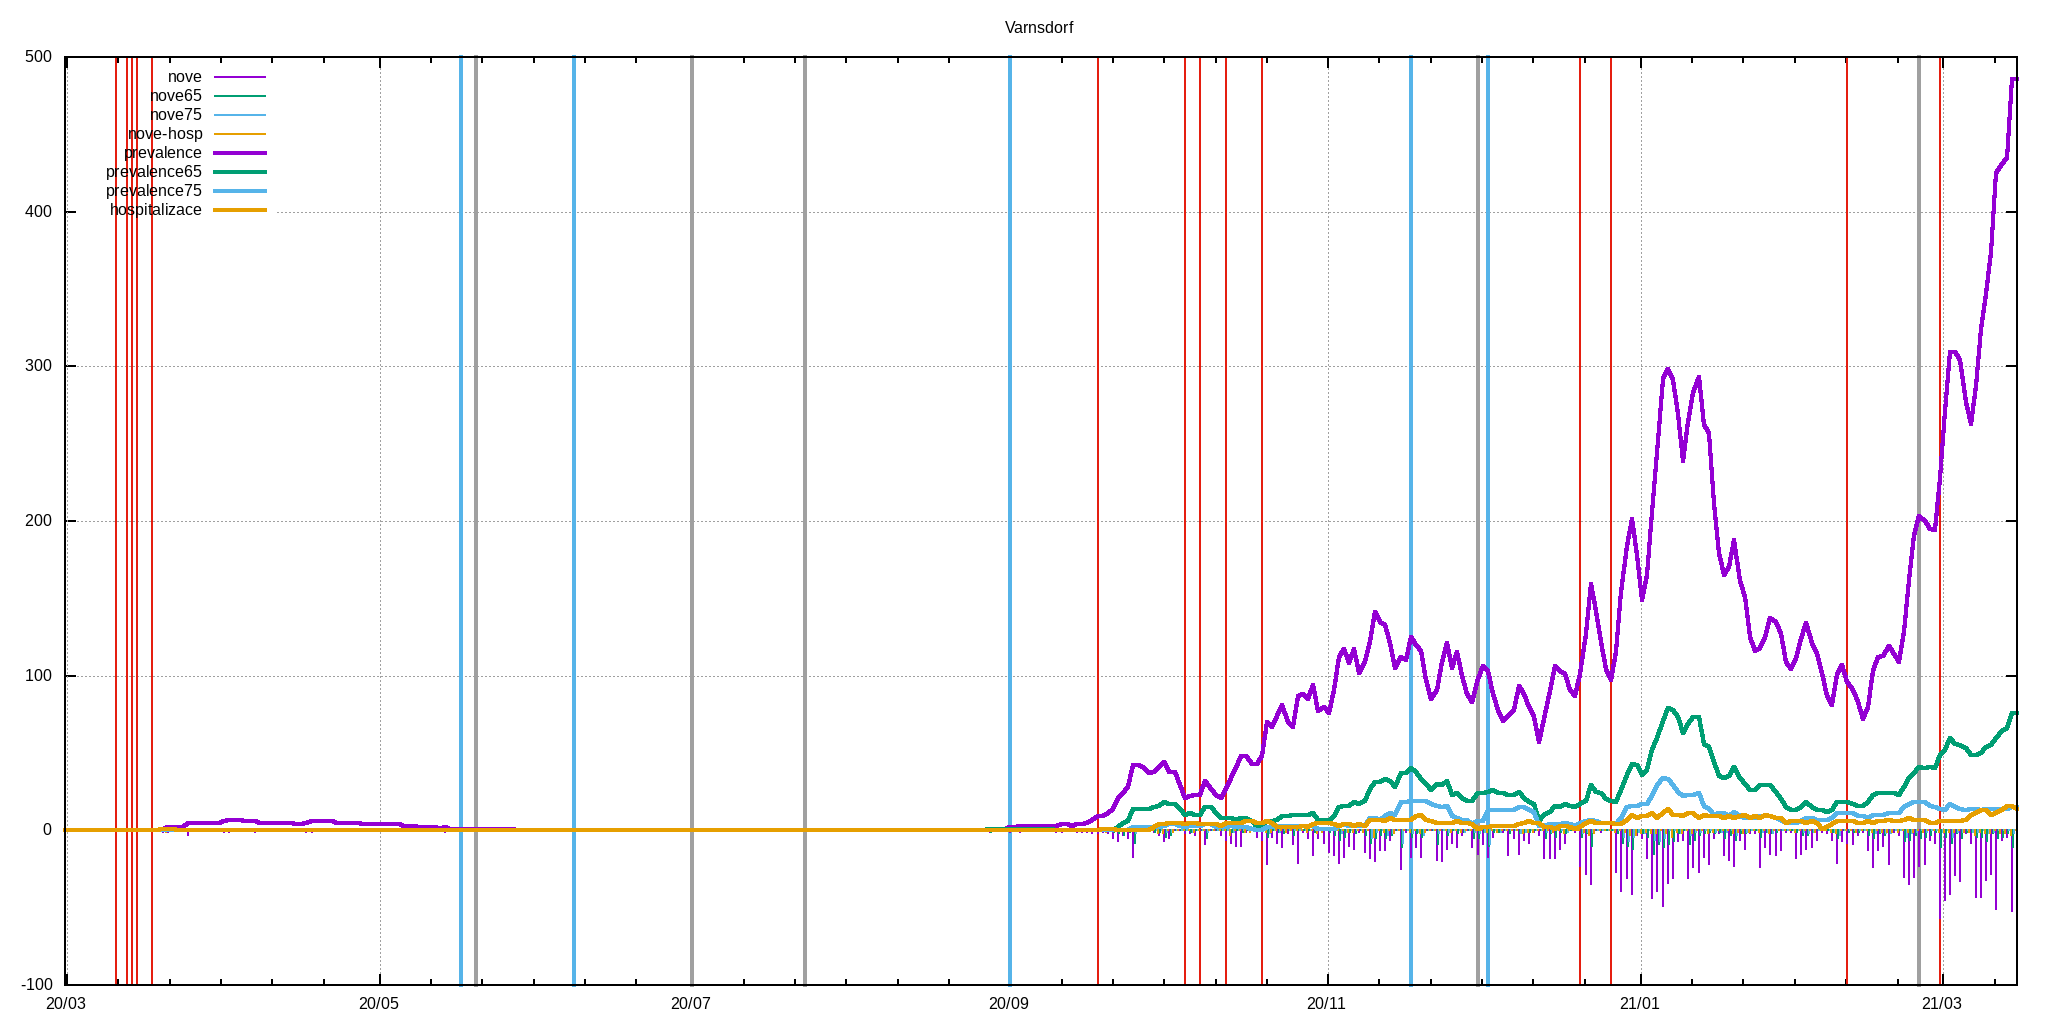 Varnsdorf
500
nove
nove65
nove75
nove-hosp
prevalence
prevalence65
prevalence75
hospitalizace
400
300
200
100
0
-100
20/03 20/05 20/07 20/09 20/11 21/01 21/03